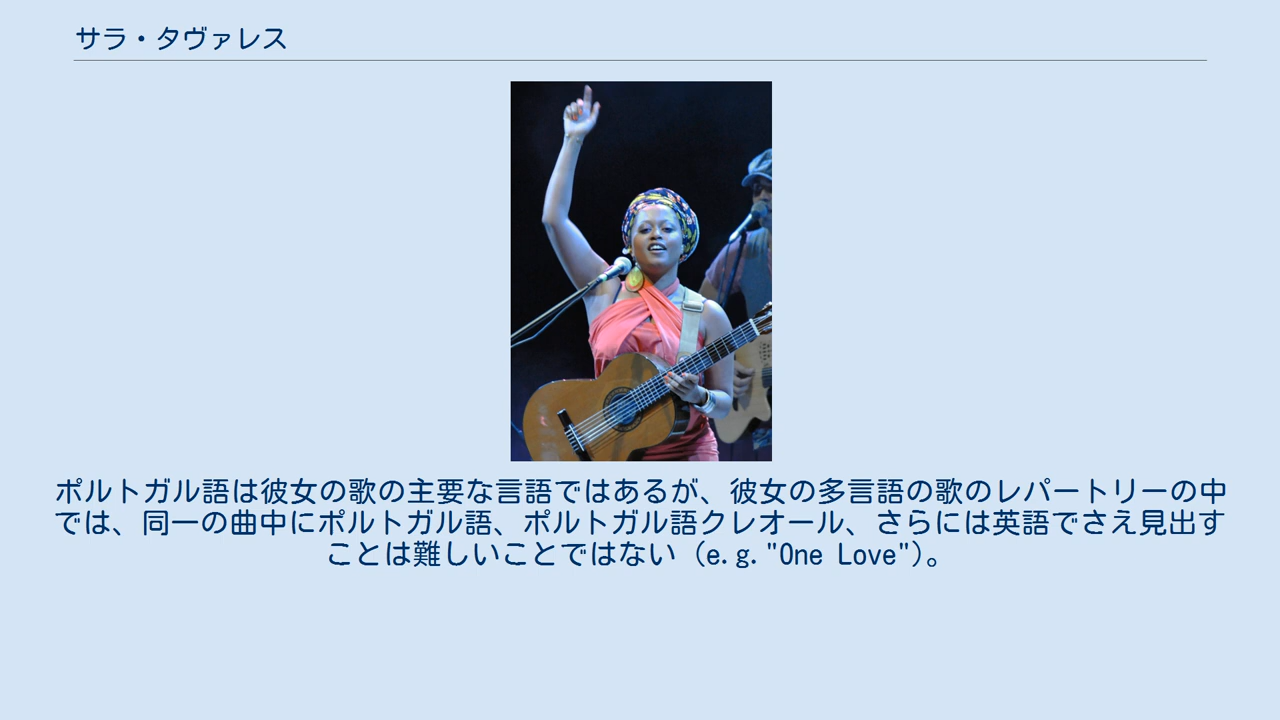 サラ・タヴァレス
ポルトガル語は彼女の歌の主要な言語ではあるが、彼女の多言語の歌のレパートリーの中
では、同一の曲中にポルトガル語、ポルトガル語クレオール、さらには英語でさえ見出す
ことは難しいことではない（e.g."One Love"）。